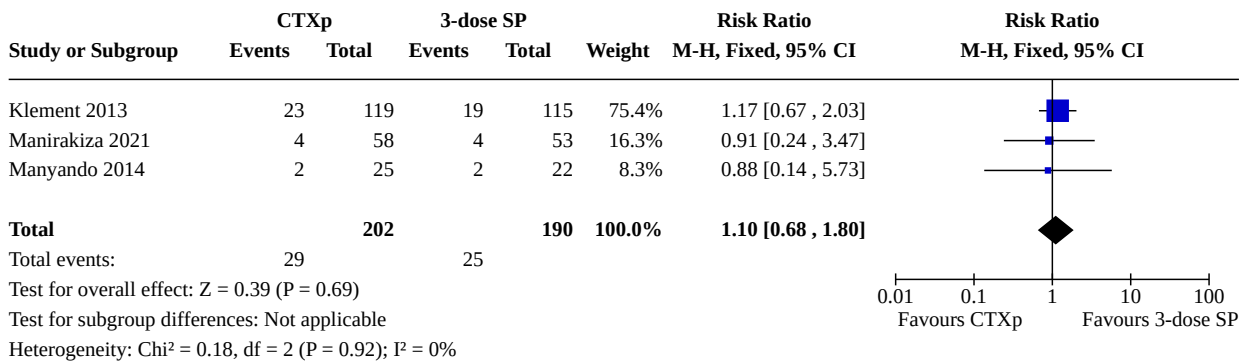 CTXp 3-dose SP Risk Ratio Risk Ratio
Study or Subgroup Events Total Events Total Weight M-H, Fixed, 95% CI M-H, Fixed, 95% CI
Klement 2013 23 119 19 115 75.4% 1.17 [0.67 , 2.03]
Manirakiza 2021 4 58 4 53 16.3% 0.91 [0.24 , 3.47]
Manyando 2014 2 25 2 22 8.3% 0.88 [0.14 , 5.73]
Total 202 190 100.0% 1.10 [0.68 , 1.80]
Total events: 29 25
Test for overall effect: Z = 0.39 (P = 0.69)
0.01 0.1 1 10 100
Test for subgroup differences: Not applicable
Favours CTXp Favours 3-dose SP
Heterogeneity: Chi² = 0.18, df = 2 (P = 0.92); I² = 0%